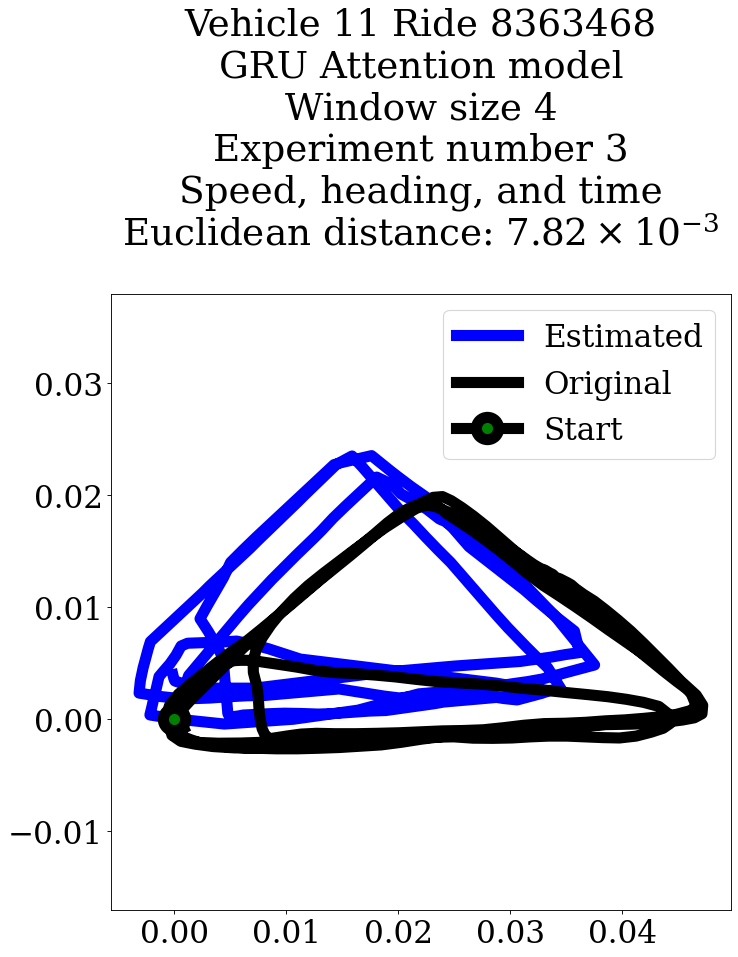 Vehicle 11 Ride 8363468
GRU Attention model
Window size 4
Experiment number 3
Speed, heading, and time
Euclidean distance: 7.82 × 10⁻³
Estimated
Original
Start
0.03
0.02
0.01
0.00
−0.01
0.00 0.01 0.02 0.03 0.04